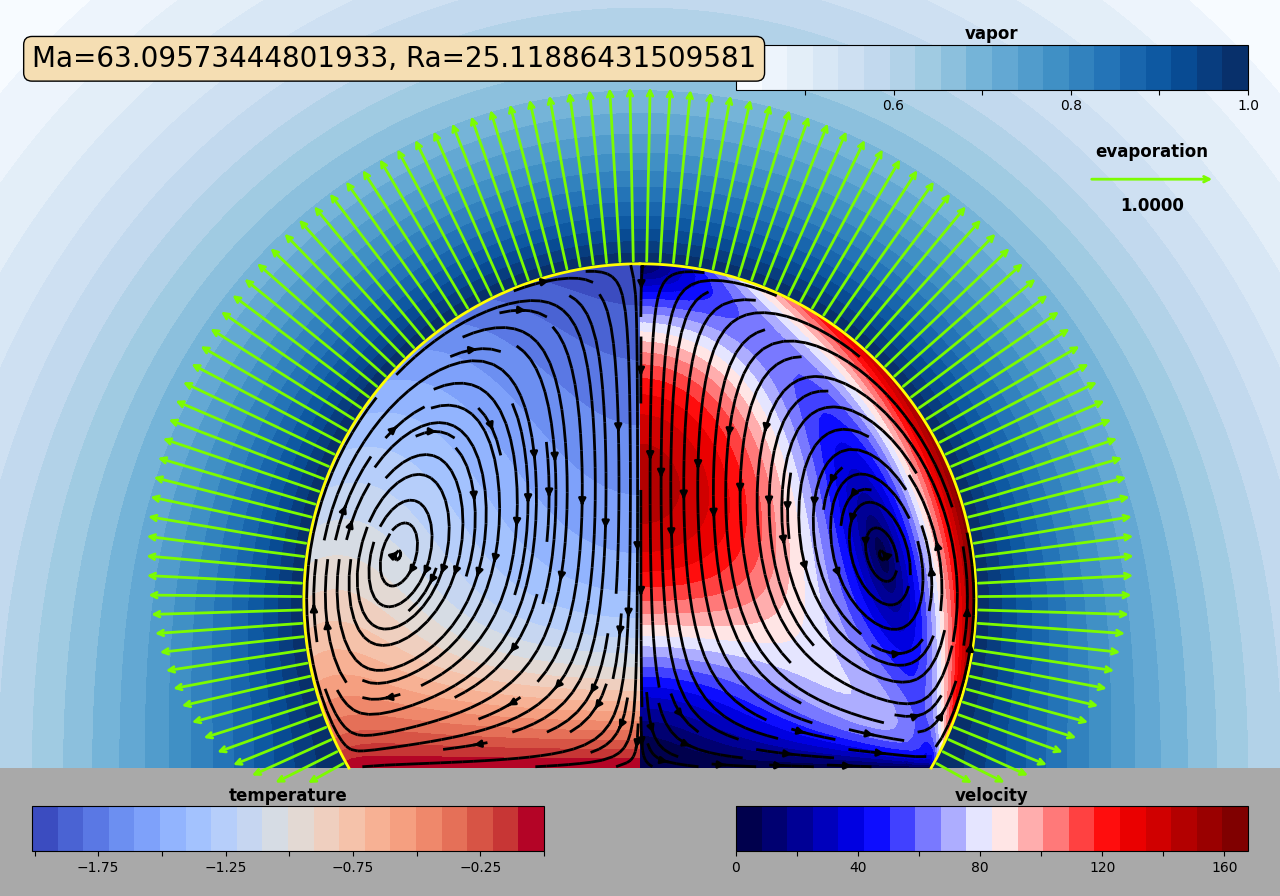 vapor
Ma=63.09573444801933, Ra=25.11886431509581
0.6 0.8 1.0
evaporation
1.0000
temperature
−1.75 −1.25 −0.75 −0.25
velocity
0 40 80 120 160